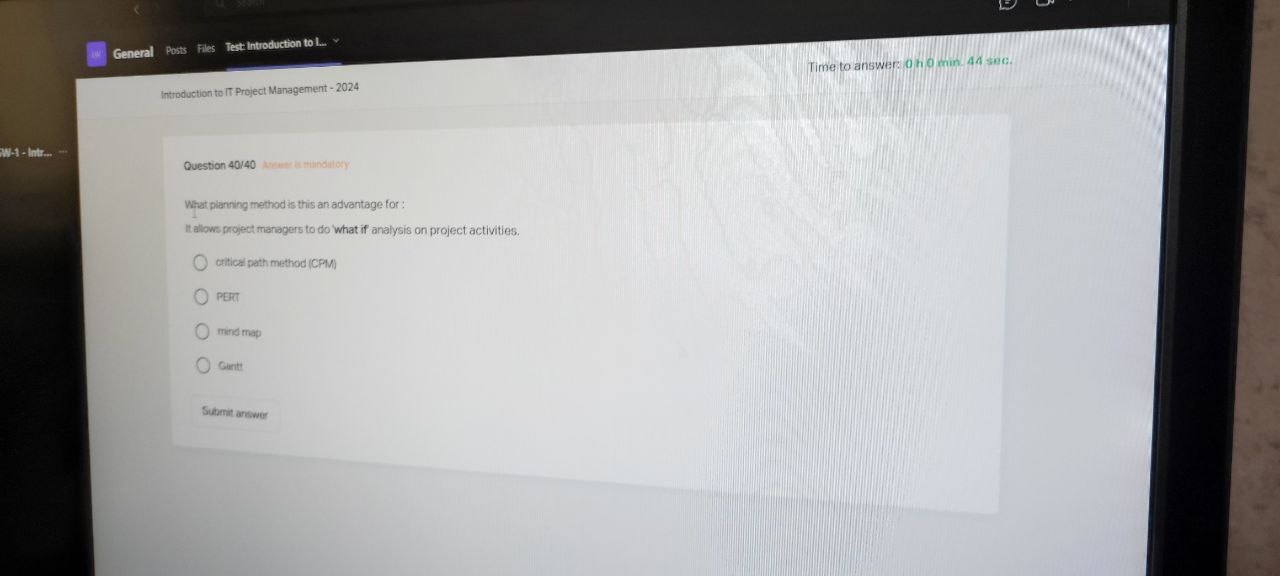 General Posts Files Test: Introduction to I...
Introduction to IT Project Management - 2024
Time to answer: 0 h 0 min. 44 sec.
W-1 - Intr... ...
Question 40/40 Answer is mandatory
What planning method is this an advantage for :
It allows project managers to do 'what if' analysis on project activities.
critical path method (CPM)
PERT
mind map
Gantt
Submit answer